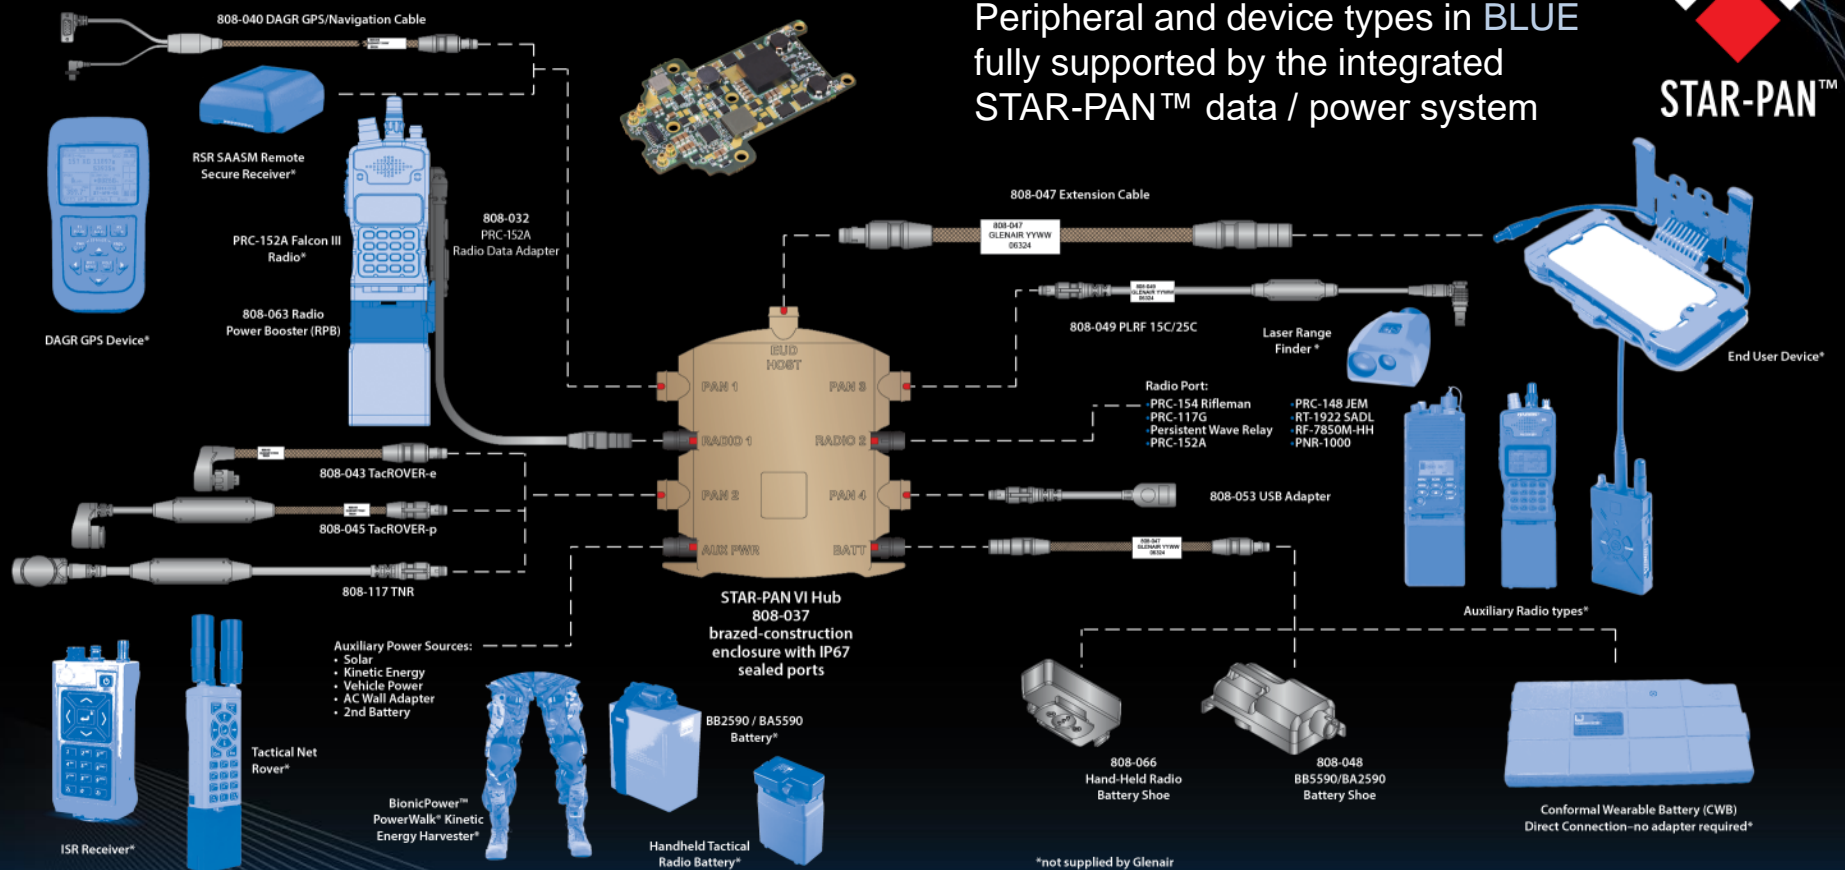 808-040 DAGR GPS/Navigation Cable
Peripheral and device types in BLUE
fully supported by the integrated
STAR-PAN™ data / power system
STAR-PAN™
RSR SAASM Remote
Secure Receiver*
808-032
PRC-152A
Radio Data Adapter
PRC-152A Falcon III
Radio*
808-063 Radio
Power Booster (RPB)
DAGR GPS Device*
808-047 Extension Cable
808-047
GLENAIR YYWW
06324
808-049
GLENAIR YYWW
06324
808-049 PLRF 15C/25C
Laser Range
Finder *
End User Device*
EUD
HOST
PAN 1
PAN 3
RADIO 1
RADIO 2
PAN 2
PAN 4
AUX PWR
BATT
Radio Port:
•PRC-154 Rifleman
•PRC-117G
•Persistent Wave Relay
•PRC-152A
•PRC-148 JEM
•RT-1922 SADL
•RF-7850M-HH
•PNR-1000
808-043 TacROVER-e
808-045 TacROVER-p
808-117 TNR
808-053 USB Adapter
808-047
GLENAIR YYWW
06324
STAR-PAN VI Hub
808-037
brazed-construction
enclosure with IP67
sealed ports
Auxiliary Radio types*
Auxiliary Power Sources:
• Solar
• Kinetic Energy
• Vehicle Power
• AC Wall Adapter
• 2nd Battery
Tactical Net
Rover*
ISR Receiver*
BionicPower™
PowerWalk® Kinetic
Energy Harvester*
BB2590 / BA5590
Battery*
Handheld Tactical
Radio Battery*
808-066
Hand-Held Radio
Battery Shoe
808-048
BB5590/BA2590
Battery Shoe
Conformal Wearable Battery (CWB)
Direct Connection–no adapter required*
*not supplied by Glenair